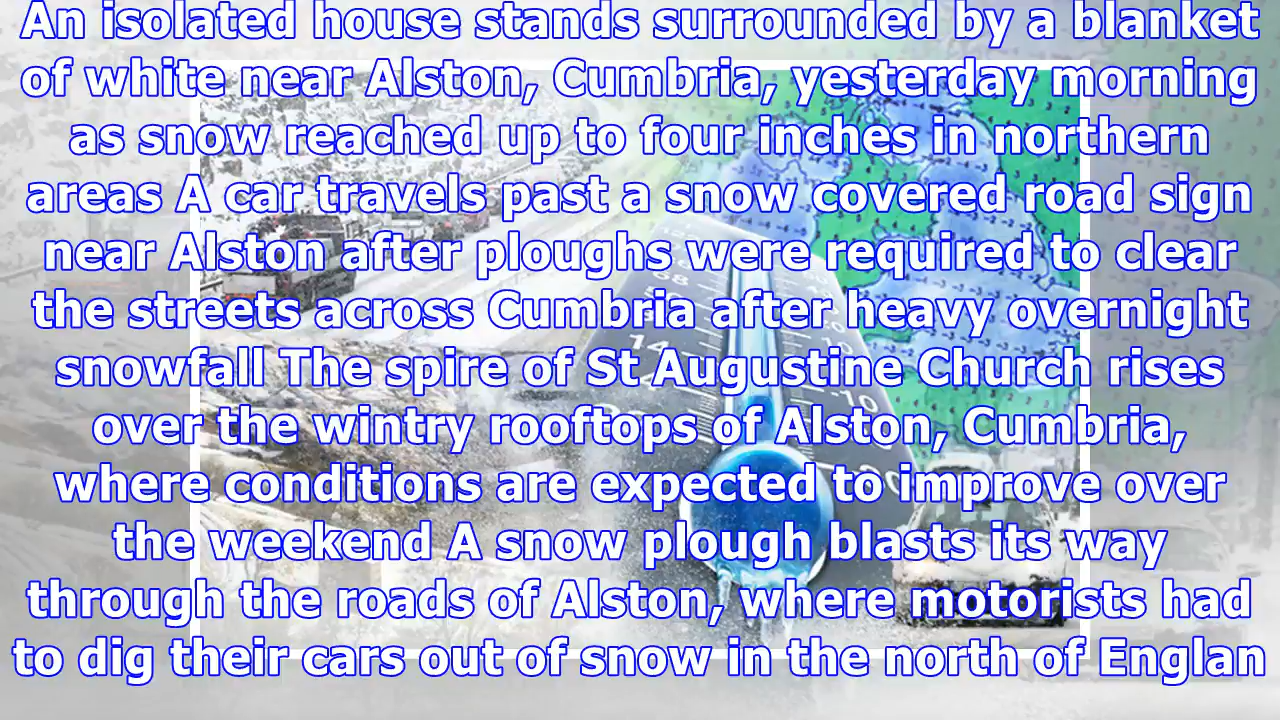 An isolated house stands surrounded by a blanket
of white near Alston, Cumbria, yesterday morning
as snow reached up to four inches in northern
areas A car travels past a snow covered road sign
near Alston after ploughs were required to clear
the streets across Cumbria after heavy overnight
snowfall The spire of St Augustine Church rises
over the wintry rooftops of Alston, Cumbria,
where conditions are expected to improve over
the weekend A snow plough blasts its way
through the roads of Alston, where motorists had
to dig their cars out of snow in the north of Englan